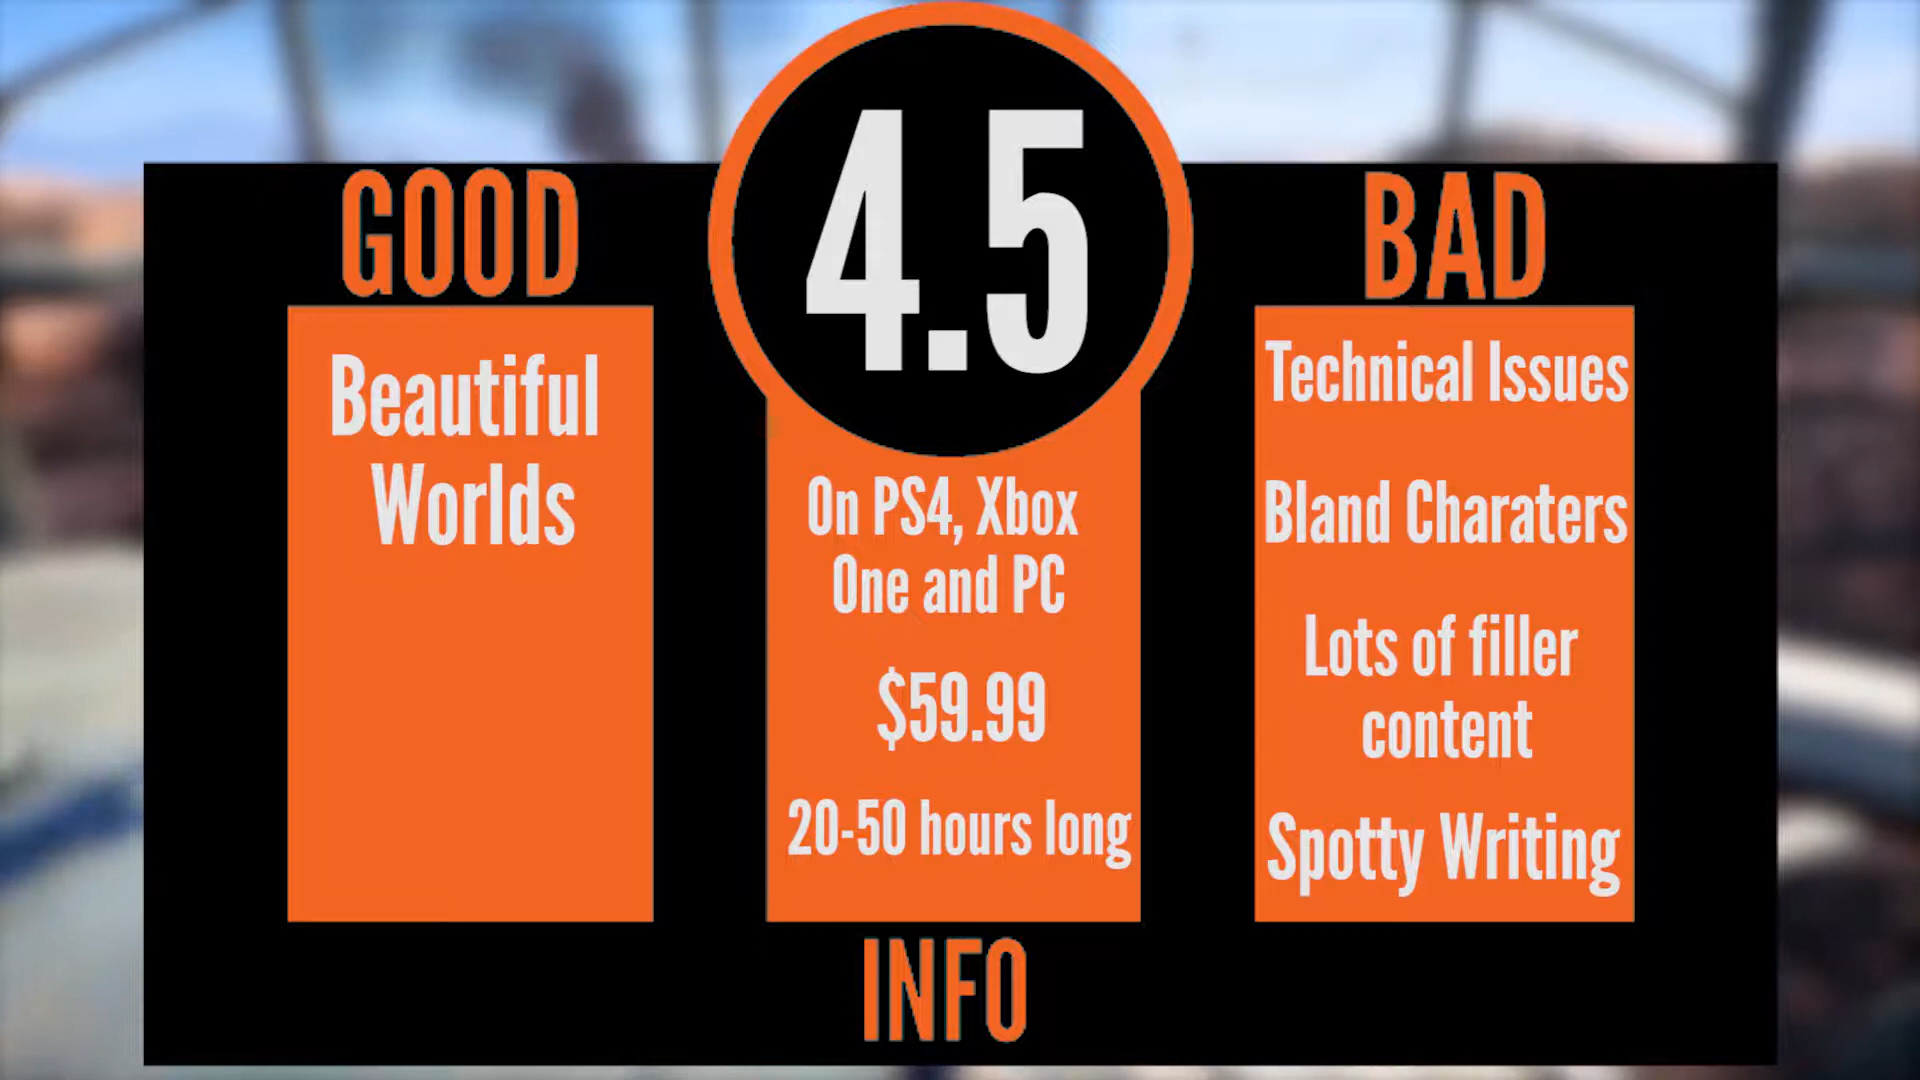 4.5
GOOD
Beautiful
Worlds
On PS4, Xbox
One and PC
$59.99
20-50 hours long
INFO
BAD
Technical Issues
Bland Charaters
Lots of filler
content
Spotty Writing